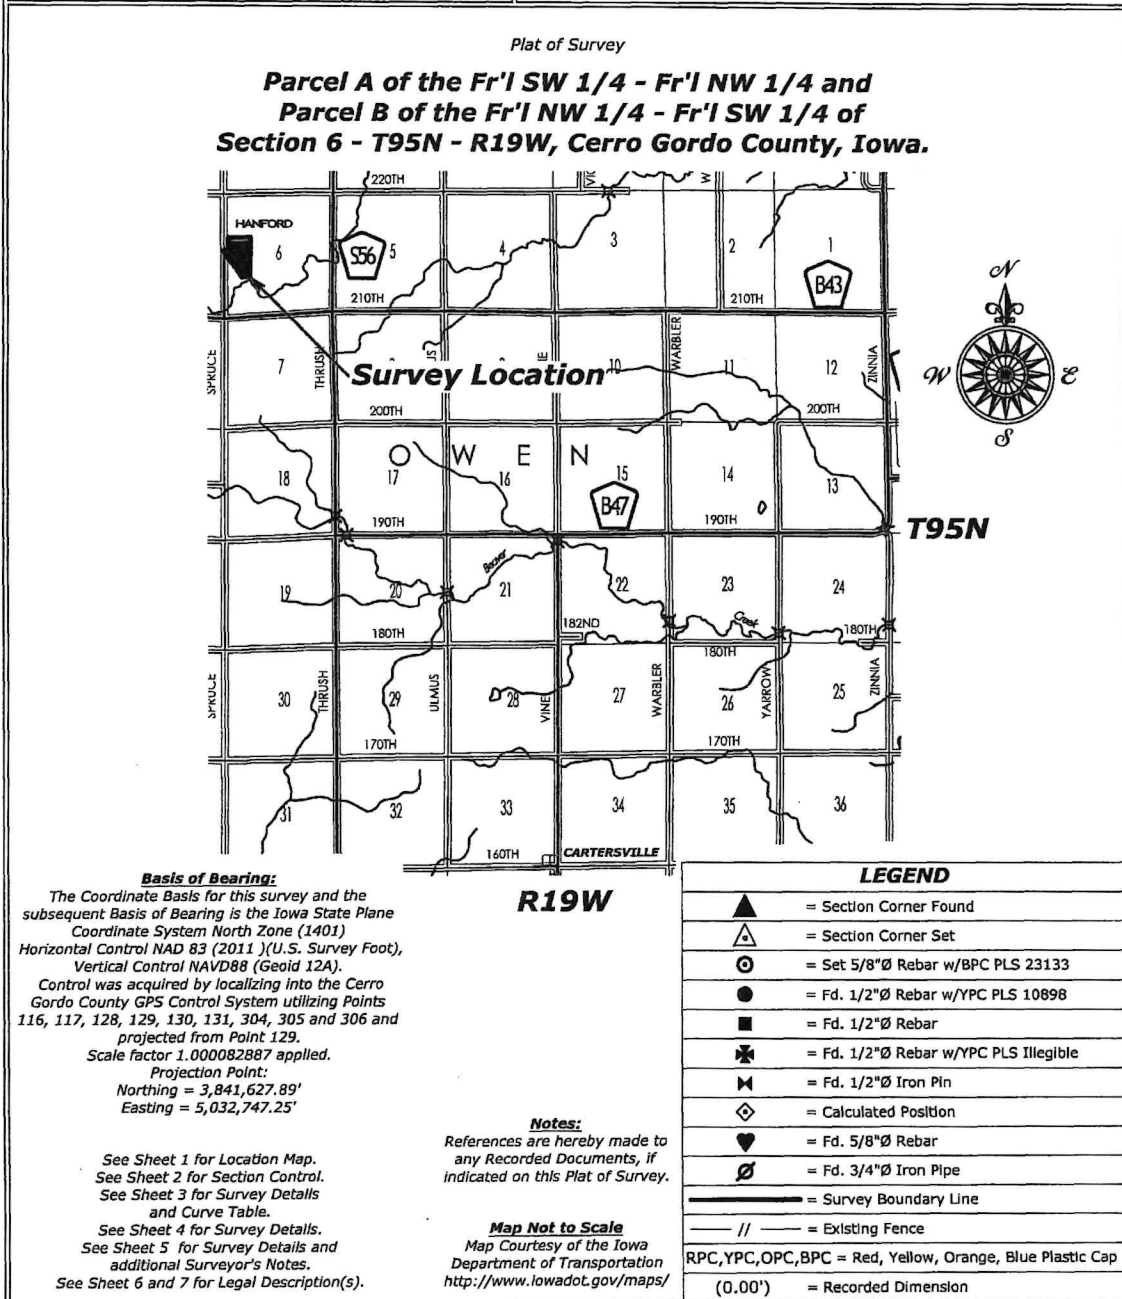 Plat of Survey
Parcel A of the Fr'l SW 1/4 - Fr'l NW 1/4 and
Parcel B of the Fr'l NW 1/4 - Fr'l SW 1/4 of
Section 6 - T95N - R19W, Cerro Gordo County, Iowa.
220TH
HANFORD
6
S56
5
4
3
2
1
B43
210TH
210TH
N
W
E
S
SPRUCE
7
THRUSH
Survey Location
10
WARBLER
11
12
ZINNIA
200TH
200TH
OWEN
18
17
16
15
14
13
B47
190TH
190TH
T95N
19
20
Beaver
21
22
23
24
182ND
Creek
180TH
180TH
180TH
SPRUCE
30
THRUSH
29
ULMUS
28
VINE
27
WARBLER
26
YARROW
25
ZINNIA
170TH
170TH
31
32
33
34
35
36
160TH
CARTERSVILLE
R19W
Basis of Bearing:
The Coordinate Basis for this survey and the
subsequent Basis of Bearing is the Iowa State Plane
Coordinate System North Zone (1401)
Horizontal Control NAD 83 (2011 )(U.S. Survey Foot),
Vertical Control NAVD88 (Geoid 12A).
Control was acquired by localizing into the Cerro
Gordo County GPS Control System utilizing Points
116, 117, 128, 129, 130, 131, 304, 305 and 306 and
projected from Point 129.
Scale factor 1.000082887 applied.
Projection Point:
Northing = 3,841,627.89'
Easting = 5,032,747.25'
See Sheet 1 for Location Map.
See Sheet 2 for Section Control.
See Sheet 3 for Survey Details
and Curve Table.
See Sheet 4 for Survey Details.
See Sheet 5 for Survey Details and
additional Surveyor's Notes.
See Sheet 6 and 7 for Legal Description(s).
Notes:
References are hereby made to
any Recorded Documents, if
indicated on this Plat of Survey.
Map Not to Scale
Map Courtesy of the Iowa
Department of Transportation
http://www.iowadot.gov/maps/
LEGEND
= Section Corner Found
= Section Corner Set
= Set 5/8"Ø Rebar w/BPC PLS 23133
= Fd. 1/2"Ø Rebar w/YPC PLS 10898
= Fd. 1/2"Ø Rebar
= Fd. 1/2"Ø Rebar w/YPC PLS Illegible
= Fd. 1/2"Ø Iron Pin
= Calculated Position
= Fd. 5/8"Ø Rebar
= Fd. 3/4"Ø Iron Pipe
= Survey Boundary Line
// = Existing Fence
RPC,YPC,OPC,BPC = Red, Yellow, Orange, Blue Plastic Cap
(0.00') = Recorded Dimension